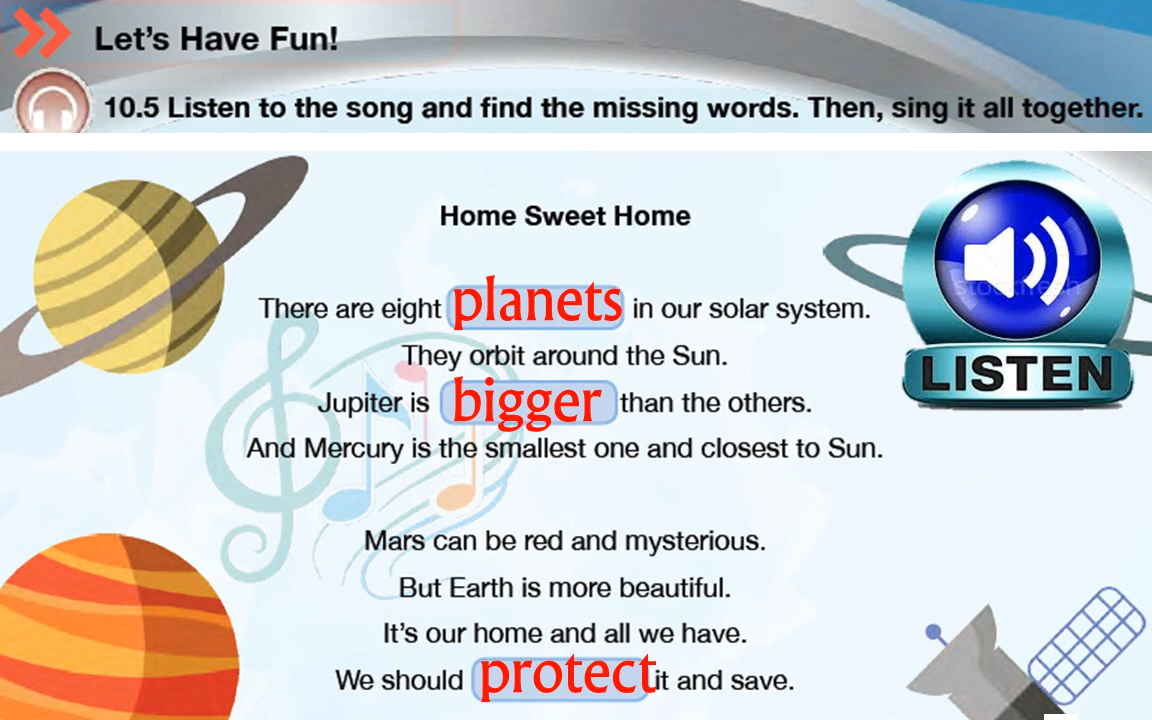 Let's Have Fun!
10.5 Listen to the song and find the missing words. Then, sing it all together.
Home Sweet Home
There are eight planets in our solar system.
They orbit around the Sun.
Jupiter is bigger than the others.
And Mercury is the smallest one and closest to Sun.
Mars can be red and mysterious.
But Earth is more beautiful.
It's our home and all we have.
We should protect it and save.
LISTEN